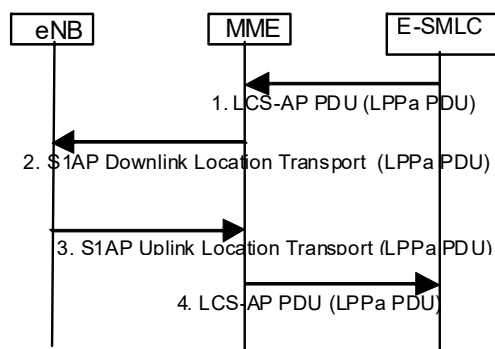 eNB MME E-SMLC
1. LCS-AP PDU (LPPa PDU)
2. S1AP Downlink Location Transport (LPPa PDU)
3. S1AP Uplink Location Transport (LPPa PDU)
4. LCS-AP PDU (LPPa PDU)